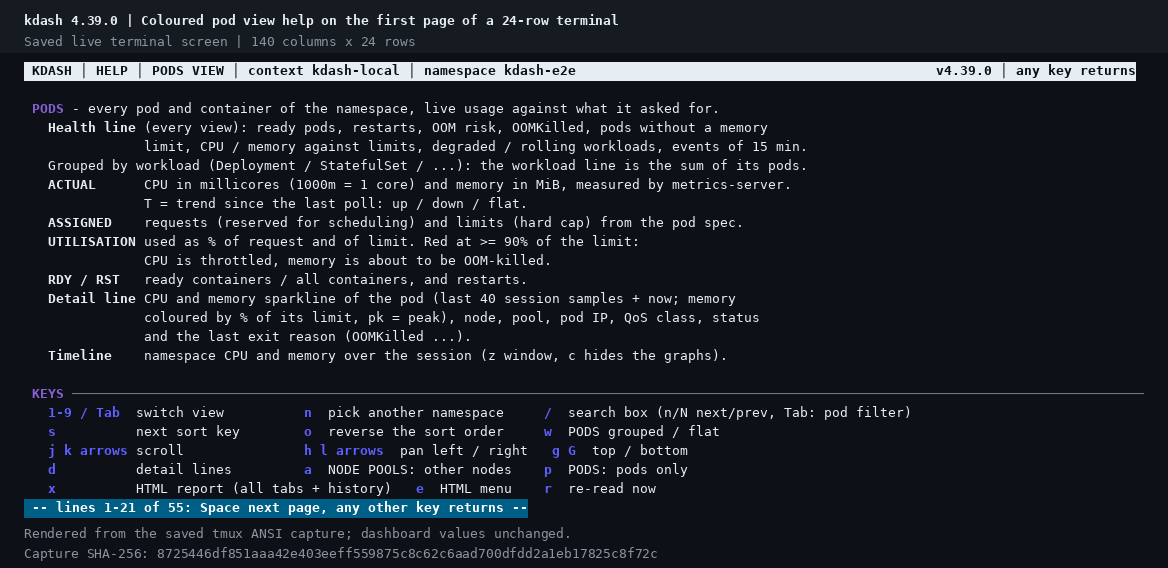 kdash 4.39.0 | Coloured pod view help on the first page of a 24-row terminal
Saved live terminal screen | 140 columns x 24 rows
KDASH │ HELP │ PODS VIEW │ context kdash-local │ namespace kdash-e2e v4.39.0 │ any key returns
PODS - every pod and container of the namespace, live usage against what it asked for.
Health line (every view): ready pods, restarts, OOM risk, OOMKilled, pods without a memory
limit, CPU / memory against limits, degraded / rolling workloads, events of 15 min.
Grouped by workload (Deployment / StatefulSet / ...): the workload line is the sum of its pods.
ACTUAL CPU in millicores (1000m = 1 core) and memory in MiB, measured by metrics-server.
T = trend since the last poll: up / down / flat.
ASSIGNED requests (reserved for scheduling) and limits (hard cap) from the pod spec.
UTILISATION used as % of request and of limit. Red at >= 90% of the limit:
CPU is throttled, memory is about to be OOM-killed.
RDY / RST ready containers / all containers, and restarts.
Detail line CPU and memory sparkline of the pod (last 40 session samples + now; memory
coloured by % of its limit, pk = peak), node, pool, pod IP, QoS class, status
and the last exit reason (OOMKilled ...).
Timeline namespace CPU and memory over the session (z window, c hides the graphs).
KEYS
1-9 / Tab switch view n pick another namespace / search box (n/N next/prev, Tab: pod filter)
s next sort key o reverse the sort order w PODS grouped / flat
j k arrows scroll h l arrows pan left / right g G top / bottom
d detail lines a NODE POOLS: other nodes p PODS: pods only
x HTML report (all tabs + history) e HTML menu r re-read now
-- lines 1-21 of 55: Space next page, any other key returns --
Rendered from the saved tmux ANSI capture; dashboard values unchanged.
Capture SHA-256: 8725446df851aaa42e403eeff559875c8c62c6aad700dfdd2a1eb17825c8f72c